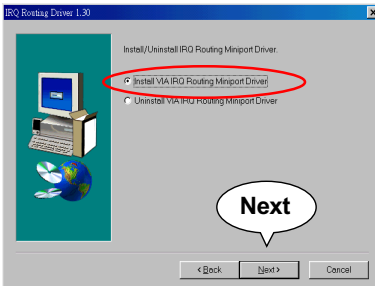 IRQ Routing Driver 1.30
Install/Uninstall IRQ Routing Miniport Driver.
Install VIA IRQ Routing Miniport Driver
Uninstall VIA IRQ Routing Miniport Driver
Next
< Back
Next >
Cancel